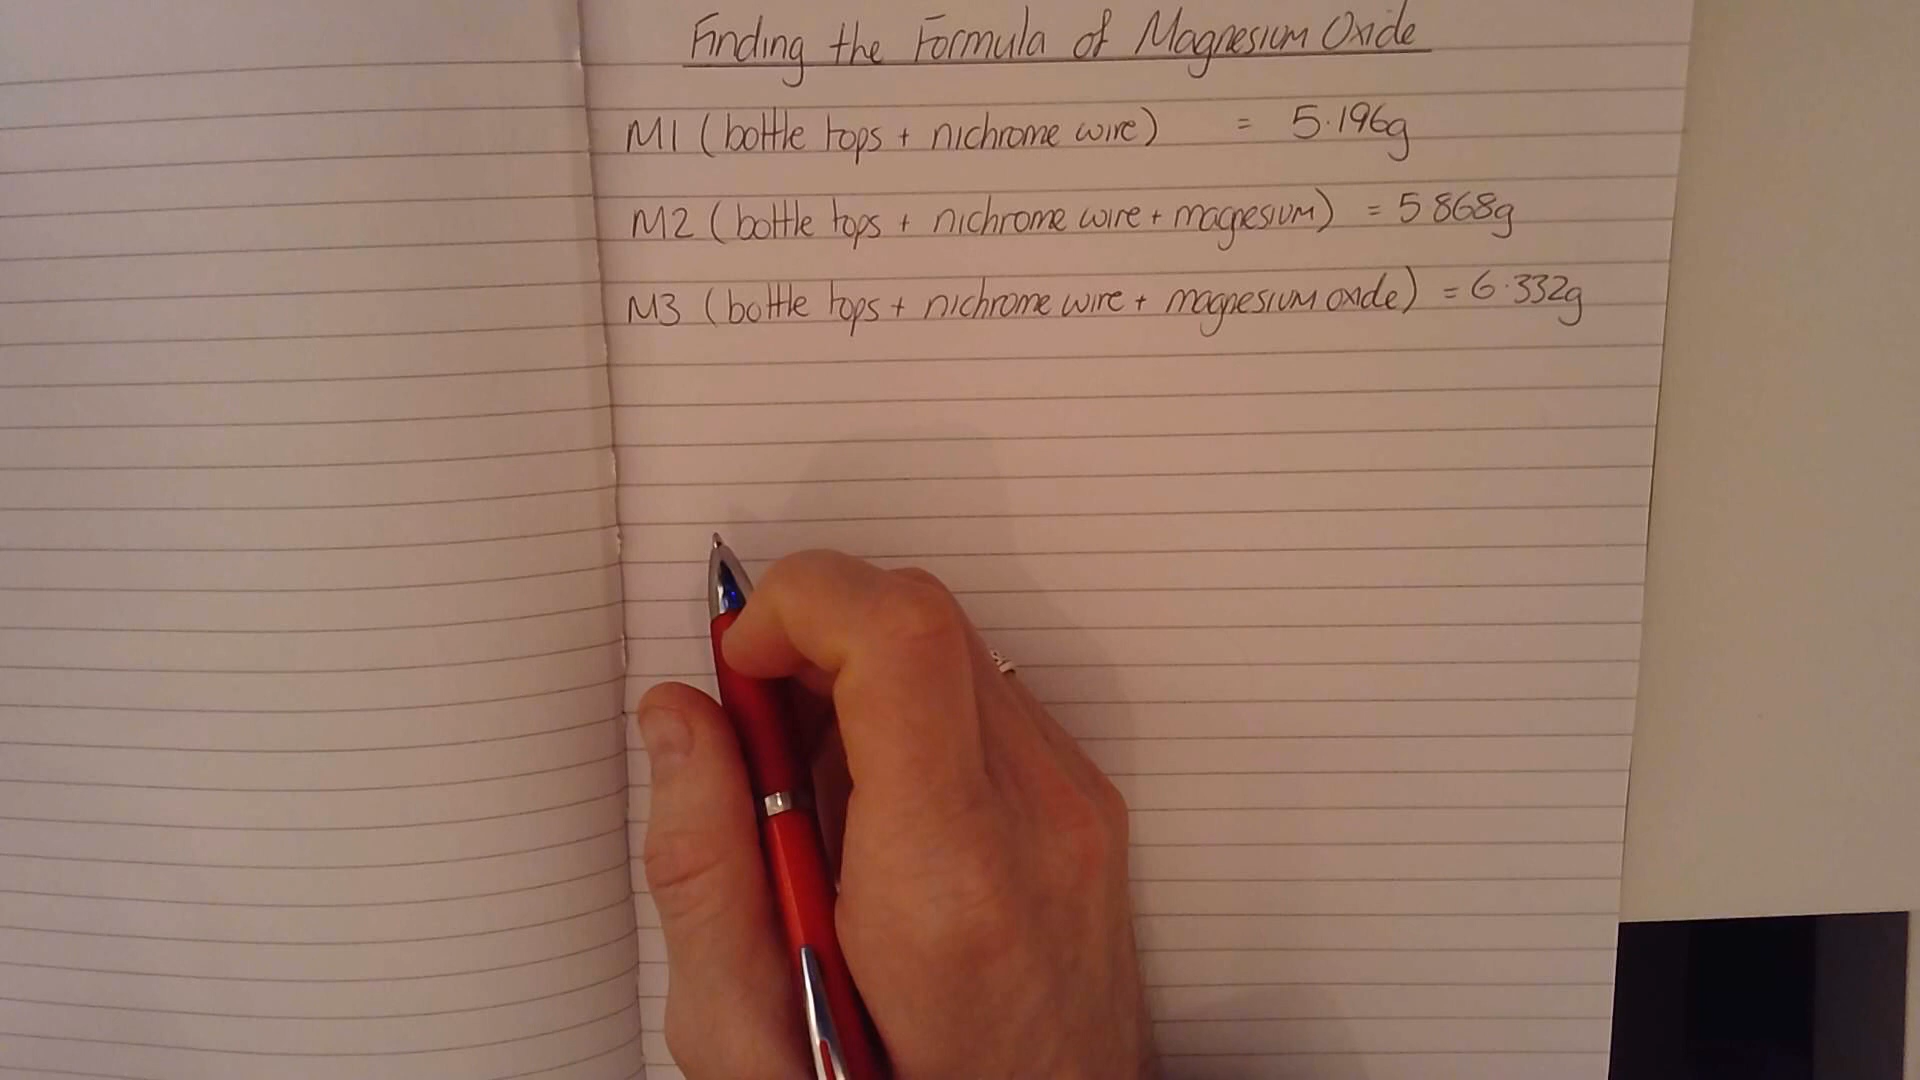 Finding the Formula of Magnesium Oxide
M1 (bottle tops + nichrome wire) = 5.196g
M2 (bottle tops + nichrome wire + magnesium) = 5 868g
M3 (bottle tops + nichrome wire + magnesium oxide) = 6.332g